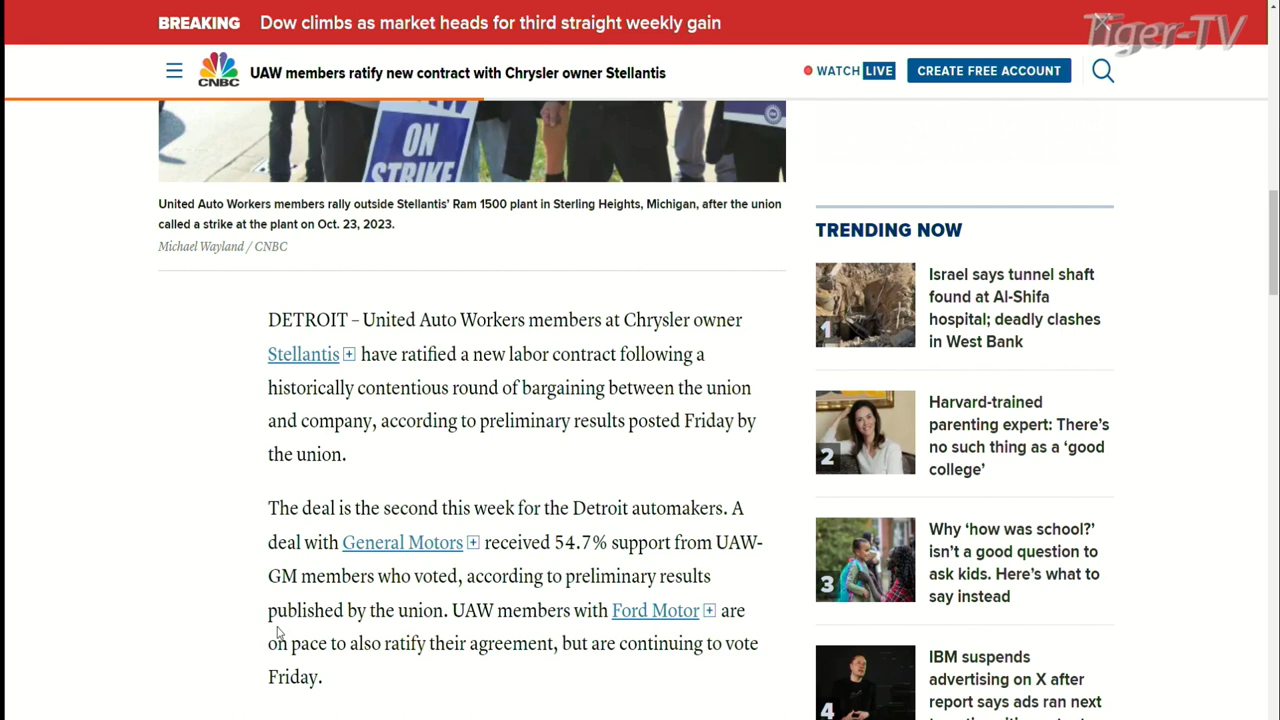 BREAKING Dow climbs as market heads for third straight weekly gain
Tiger-TV
CNBC
UAW members ratify new contract with Chrysler owner Stellantis
WATCH LIVE
CREATE FREE ACCOUNT
ON
STRIKE
United Auto Workers members rally outside Stellantis' Ram 1500 plant in Sterling Heights, Michigan, after the union
called a strike at the plant on Oct. 23, 2023.
Michael Wayland / CNBC
DETROIT – United Auto Workers members at Chrysler owner
Stellantis have ratified a new labor contract following a
historically contentious round of bargaining between the union
and company, according to preliminary results posted Friday by
the union.
The deal is the second this week for the Detroit automakers. A
deal with General Motors received 54.7% support from UAW-
GM members who voted, according to preliminary results
published by the union. UAW members with Ford Motor are
on pace to also ratify their agreement, but are continuing to vote
Friday.
TRENDING NOW
1
Israel says tunnel shaft
found at Al-Shifa
hospital; deadly clashes
in West Bank
2
Harvard-trained
parenting expert: There's
no such thing as a ‘good
college’
3
Why ‘how was school?’
isn't a good question to
ask kids. Here's what to
say instead
4
IBM suspends
advertising on X after
report says ads ran next